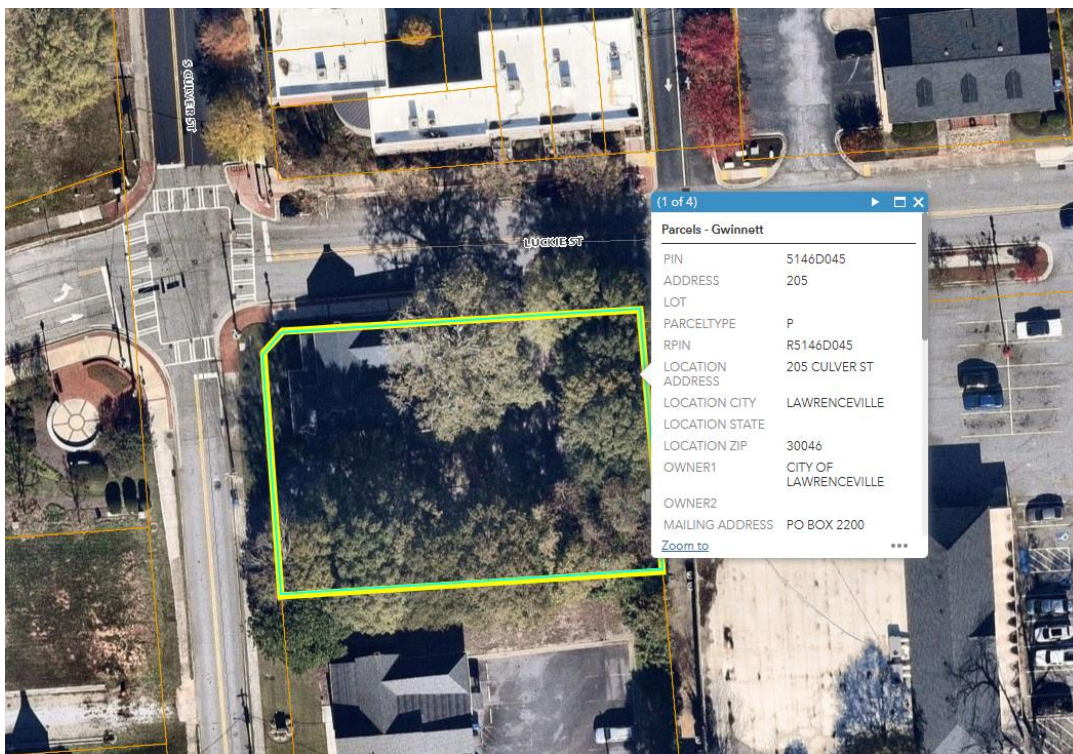 S CULVER ST
LUCKIE ST
(1 of 4)
Parcels - Gwinnett
PIN 5146D045
ADDRESS 205
LOT
PARCELTYPE P
RPIN R5146D045
LOCATION ADDRESS 205 CULVER ST
LOCATION CITY LAWRENCEVILLE
LOCATION STATE
LOCATION ZIP 30046
OWNER1 CITY OF
LAWRENCEVILLE
OWNER2
MAILING ADDRESS PO BOX 2200
Zoom to